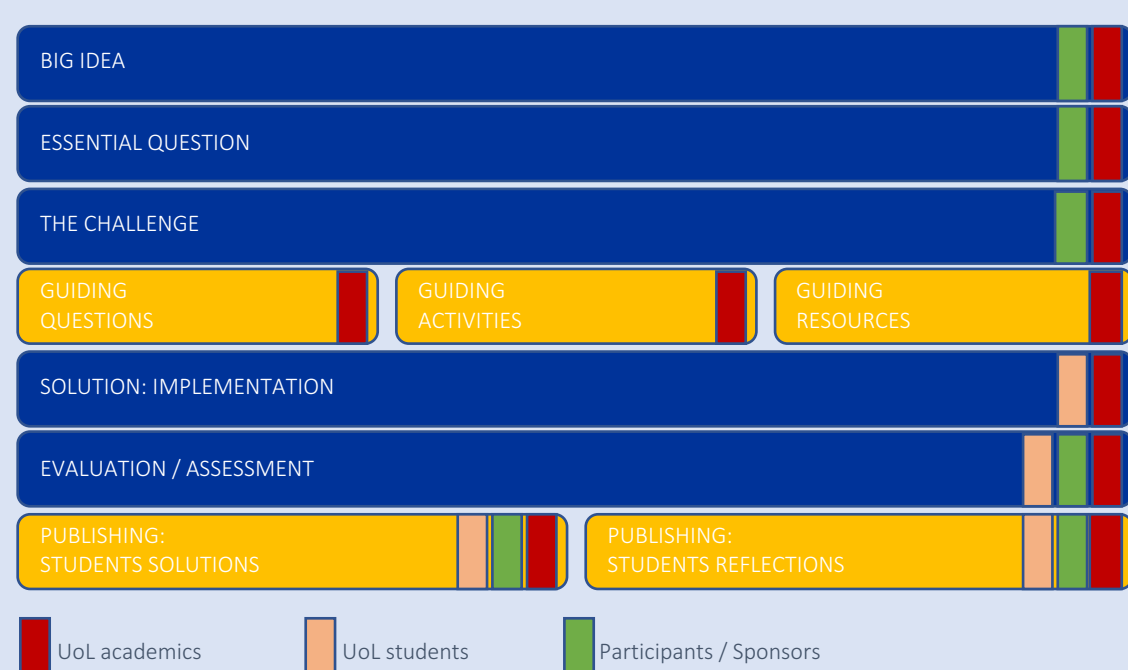 BIG IDEA
ESSENTIAL QUESTION
THE CHALLENGE
GUIDING
QUESTIONS
GUIDING
ACTIVITIES
GUIDING
RESOURCES
SOLUTION: IMPLEMENTATION
EVALUATION / ASSESSMENT
PUBLISHING:
STUDENTS SOLUTIONS
PUBLISHING:
STUDENTS REFLECTIONS
UoL academics
UoL students
Participants / Sponsors